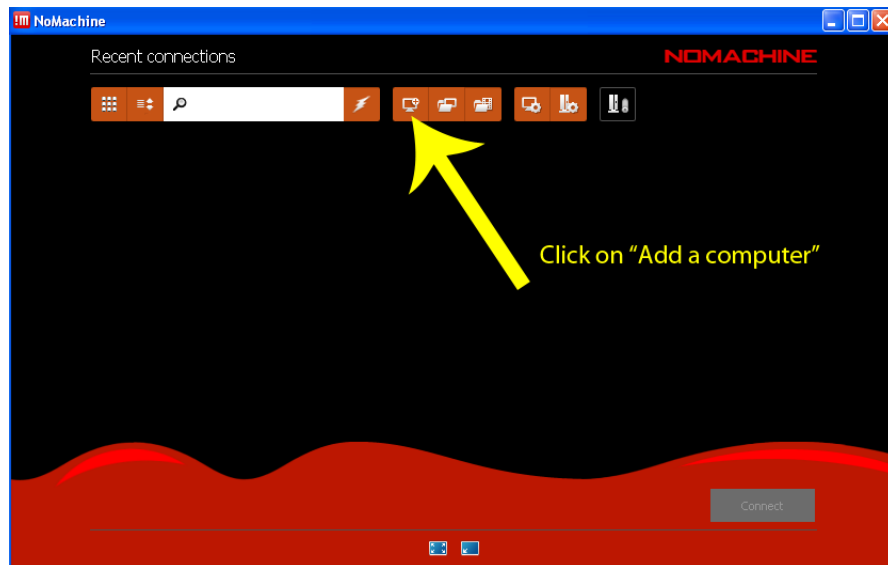 NoMachine
Recent connections
NOMACHINE
Click on “Add a computer”
Connect